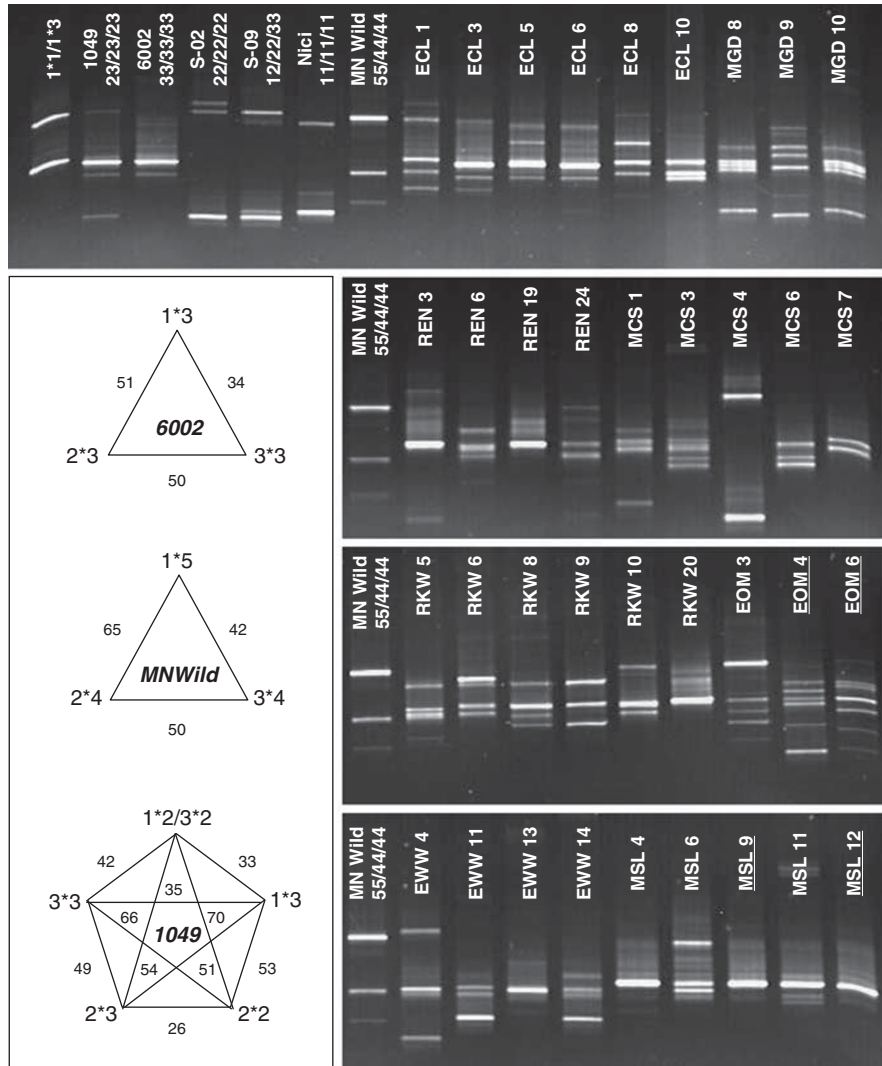 1*1/1*3
1049
23/23/23
6002
33/33/33
S-02
22/22/22
S-09
12/22/33
Nici
11/11/11
MN Wild
55/44/44
ECL 1
ECL 3
ECL 5
ECL 6
ECL 8
ECL 10
MGD 8
MGD 9
MGD 10
1*3
51
34
6002
2*3
3*3
50
1*5
65
42
MNWild
2*4
3*4
50
1*2/3*2
42
33
3*3
35
1*3
66
70
1049
49
54
51
53
2*3
2*2
26
MN Wild
55/44/44
REN 3
REN 6
REN 19
REN 24
MCS 1
MCS 3
MCS 4
MCS 6
MCS 7
MN Wild
55/44/44
RKW 5
RKW 6
RKW 8
RKW 9
RKW 10
RKW 20
EOM 3
EOM 4
EOM 6
MN Wild
55/44/44
EWW 4
EWW 11
EWW 13
EWW 14
MSL 4
MSL 6
MSL 9
MSL 11
MSL 12